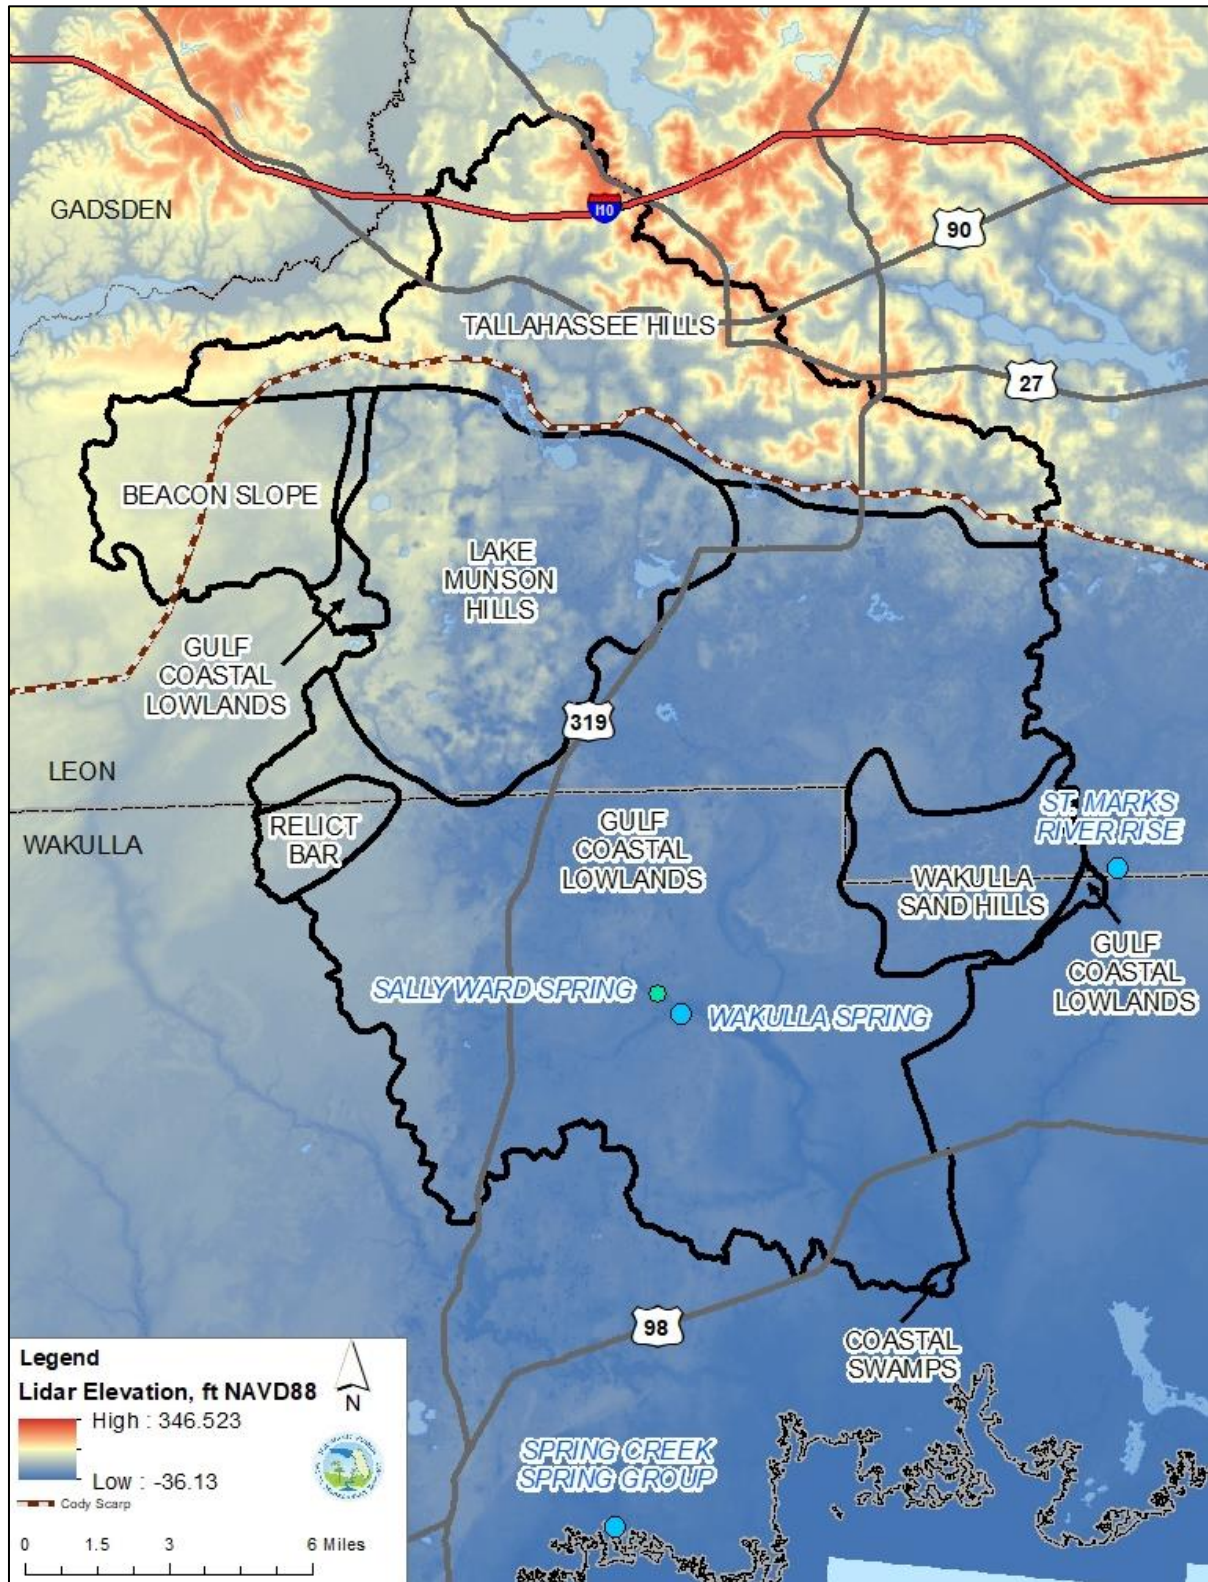 GADSDEN
I10
90
TALLAHASSEE HILLS
27
BEACON SLOPE
LAKE
MUNSON
HILLS
GULF
COASTAL
LOWLANDS
319
LEON
WAKULLA
RELICT
BAR
GULF
COASTAL
LOWLANDS
ST. MARKS
RIVER RISE
WAKULLA
SAND HILLS
GULF
COASTAL
LOWLANDS
SALLY WARD SPRING
WAKULLA SPRING
98
COASTAL
SWAMPS
SPRING CREEK
SPRING GROUP
Legend
Lidar Elevation, ft NAVD88
High : 346.523
Low : -36.13
Cody Scarp
N
0 1.5 3 6 Miles